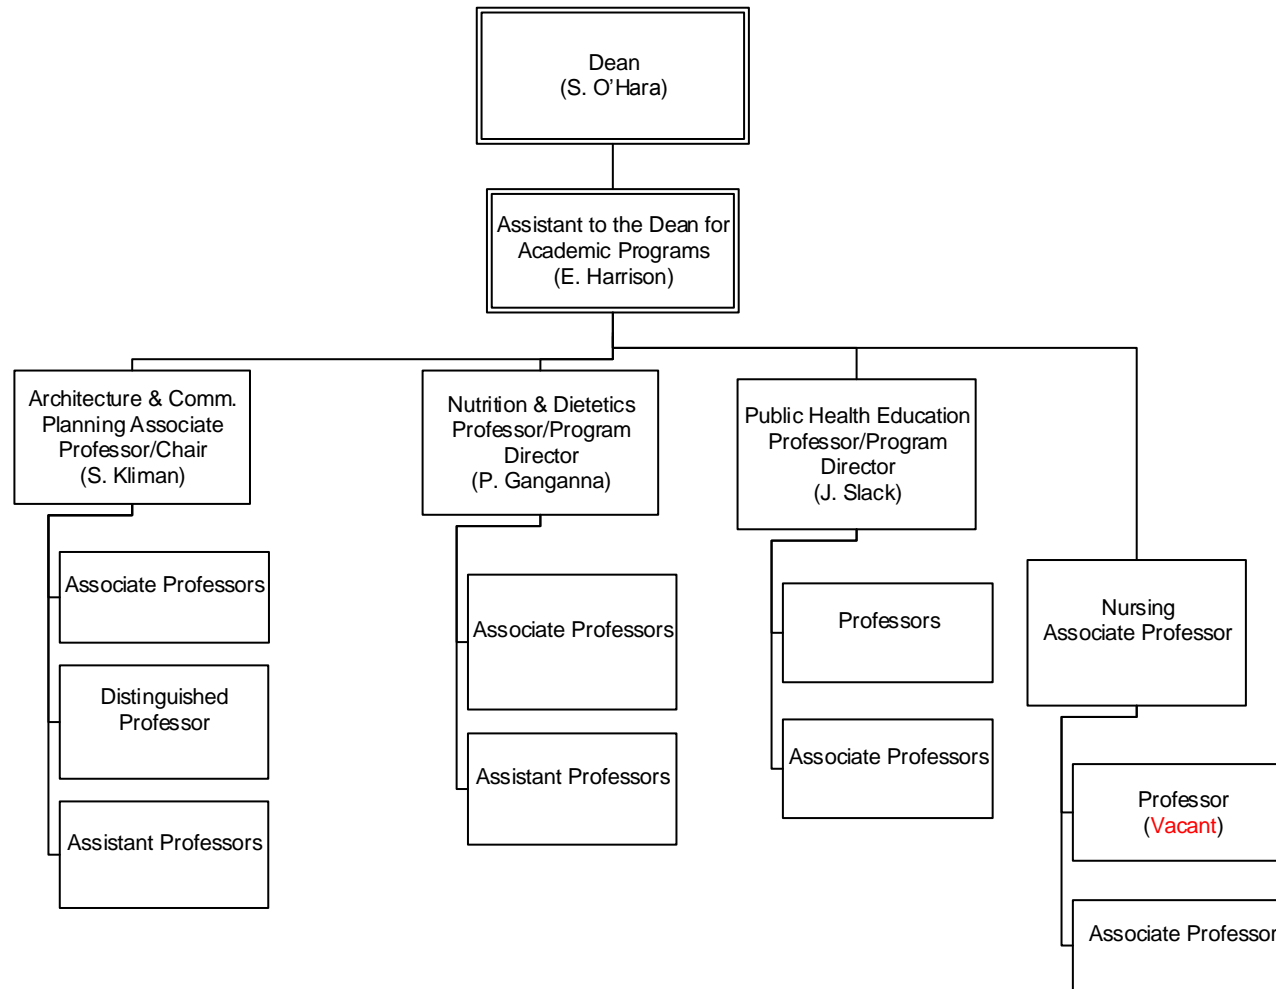 Dean
(S. O’Hara)
Assistant to the Dean for
Academic Programs
(E. Harrison)
Architecture & Comm.
Planning Associate
Professor/Chair
(S. Kliman)
Associate Professors
Distinguished
Professor
Assistant Professors
Nutrition & Dietetics
Professor/Program
Director
(P. Ganganna)
Associate Professors
Assistant Professors
Public Health Education
Professor/Program
Director
(J. Slack)
Professors
Associate Professors
Nursing
Associate Professor
Professor
(Vacant)
Associate Professor